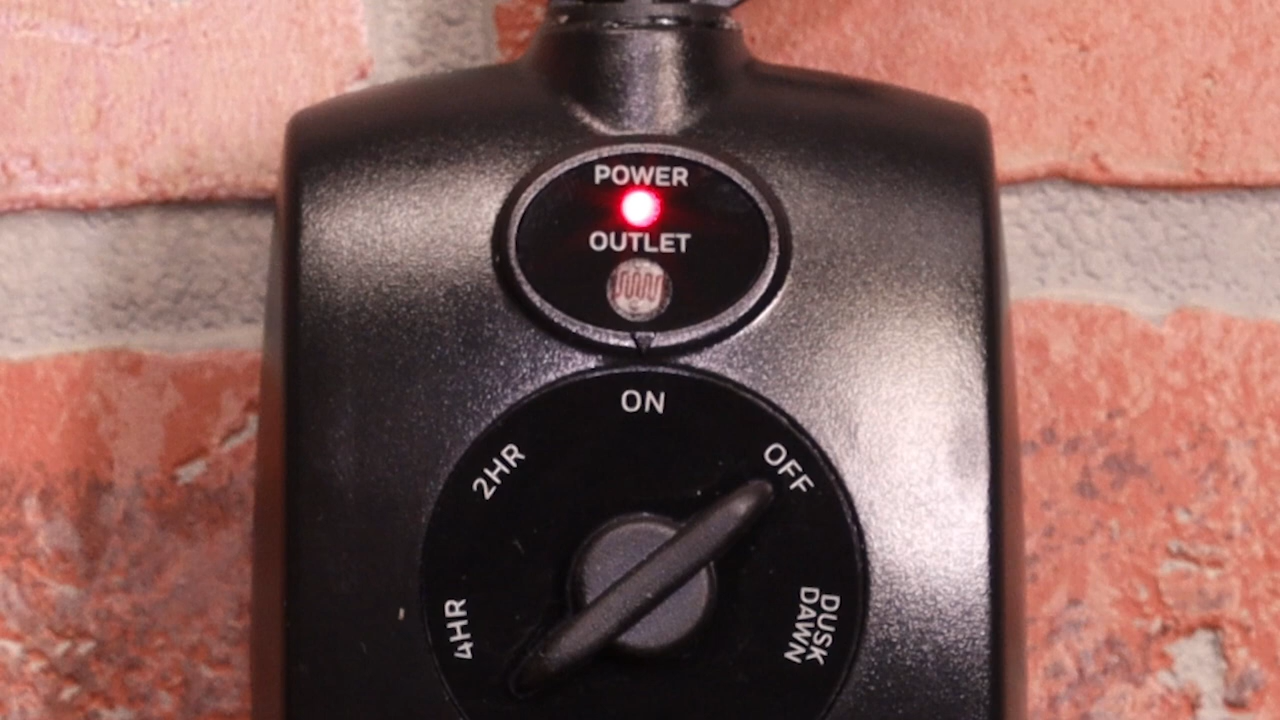 POWER
OUTLET
ON
2HR
OFF
4HR
DUSK
DAWN